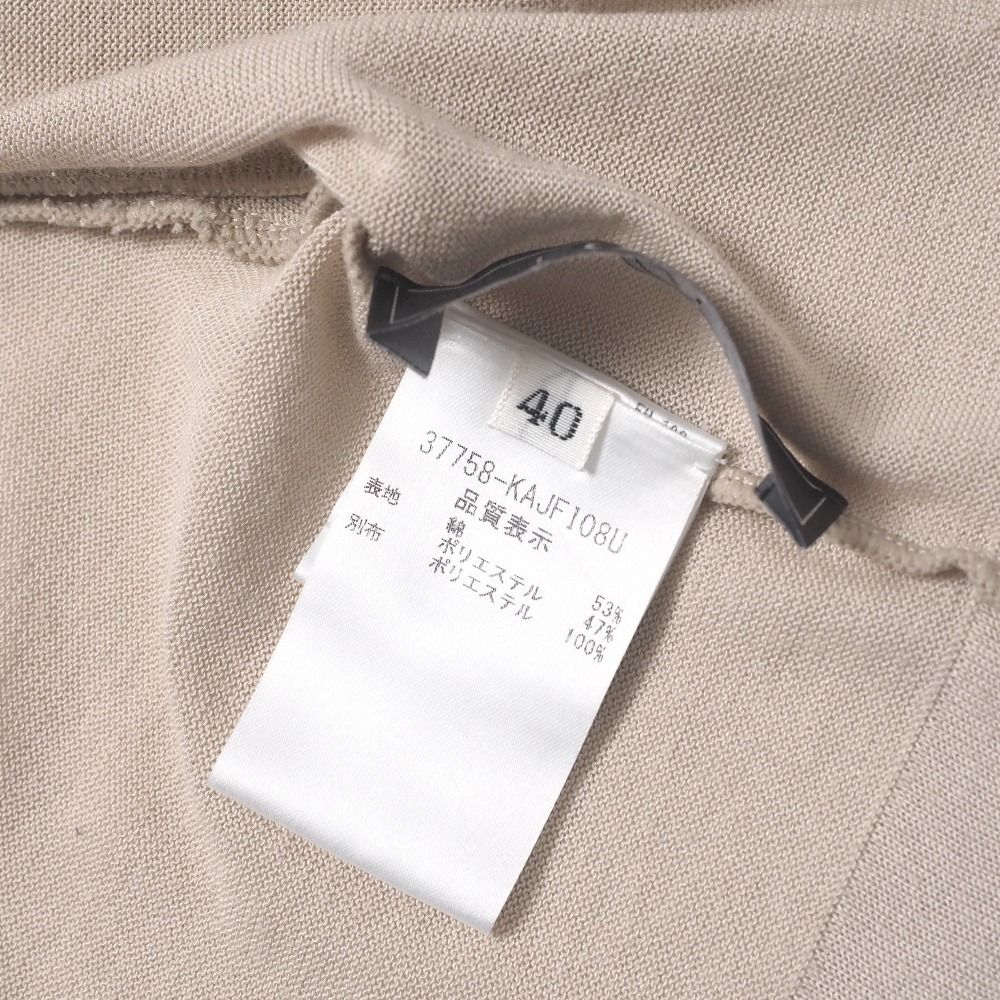 40
37758-KAJFI08U
品質表示
表地 綿 53%
ポリエステル 47%
別布 ポリエステル 100%